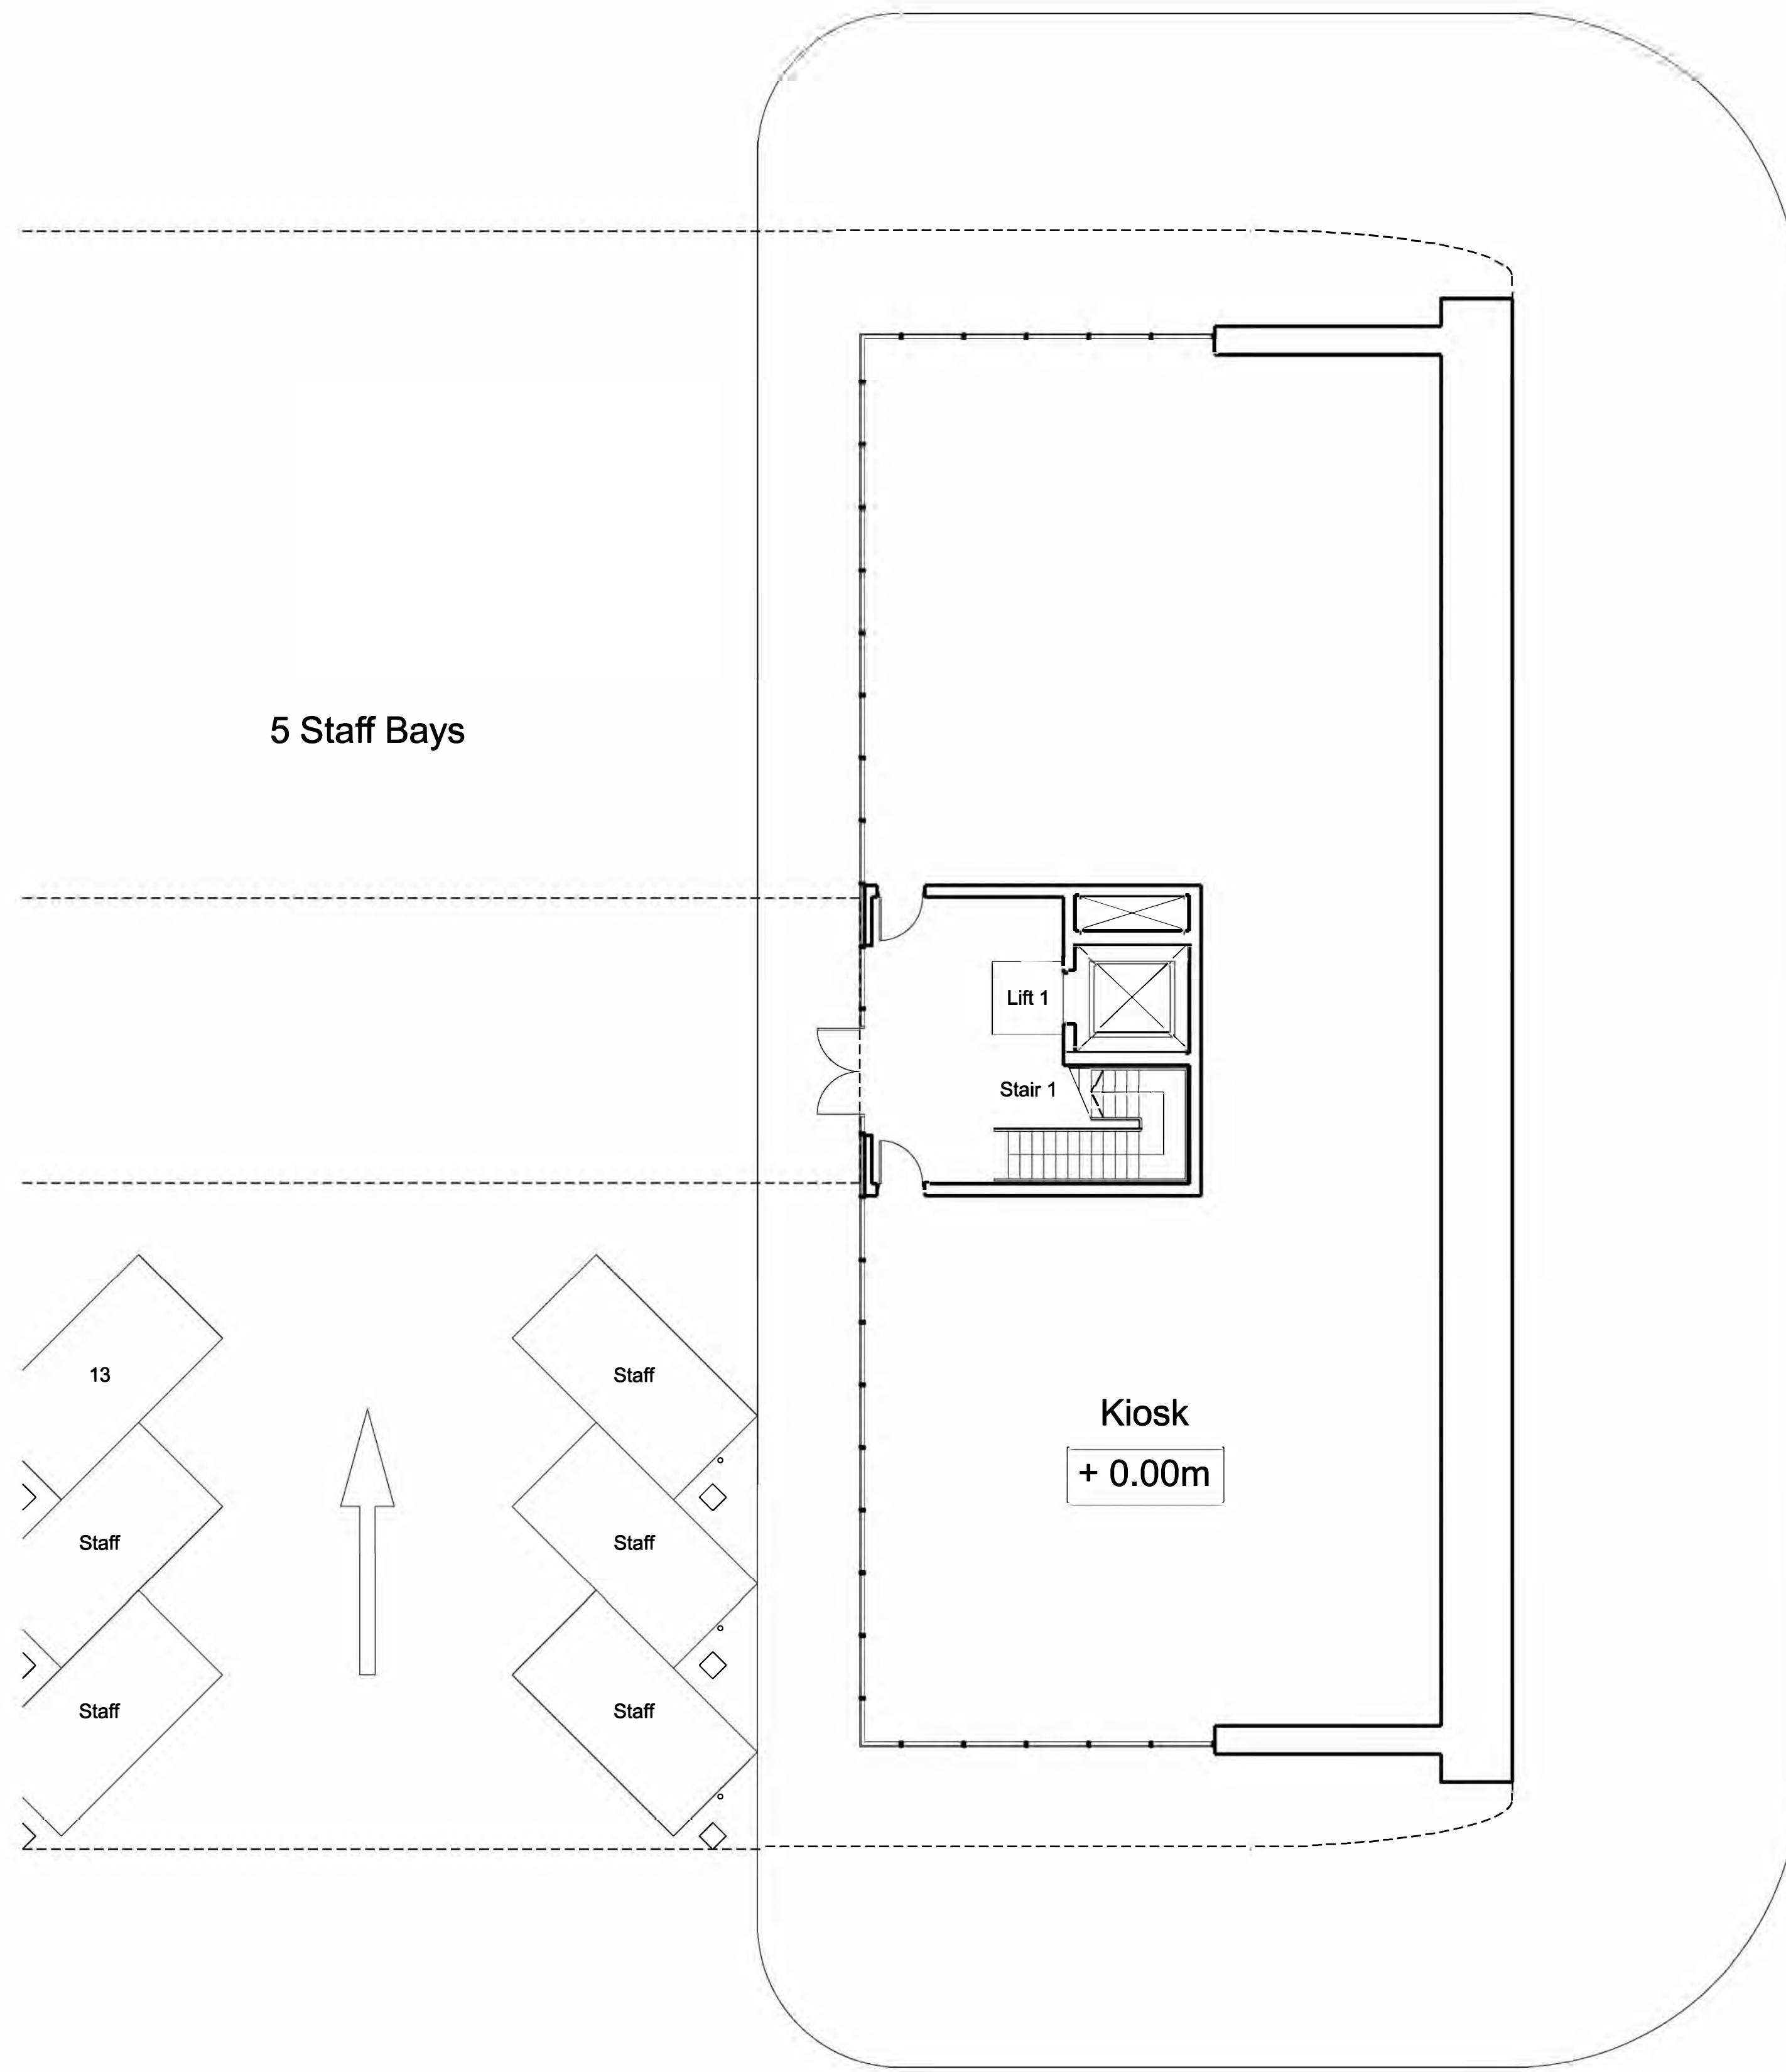 5 Staff Bays
Lift 1
Stair 1
13
Staff
Kiosk
+ 0.00m
Staff
Staff
Staff
Staff